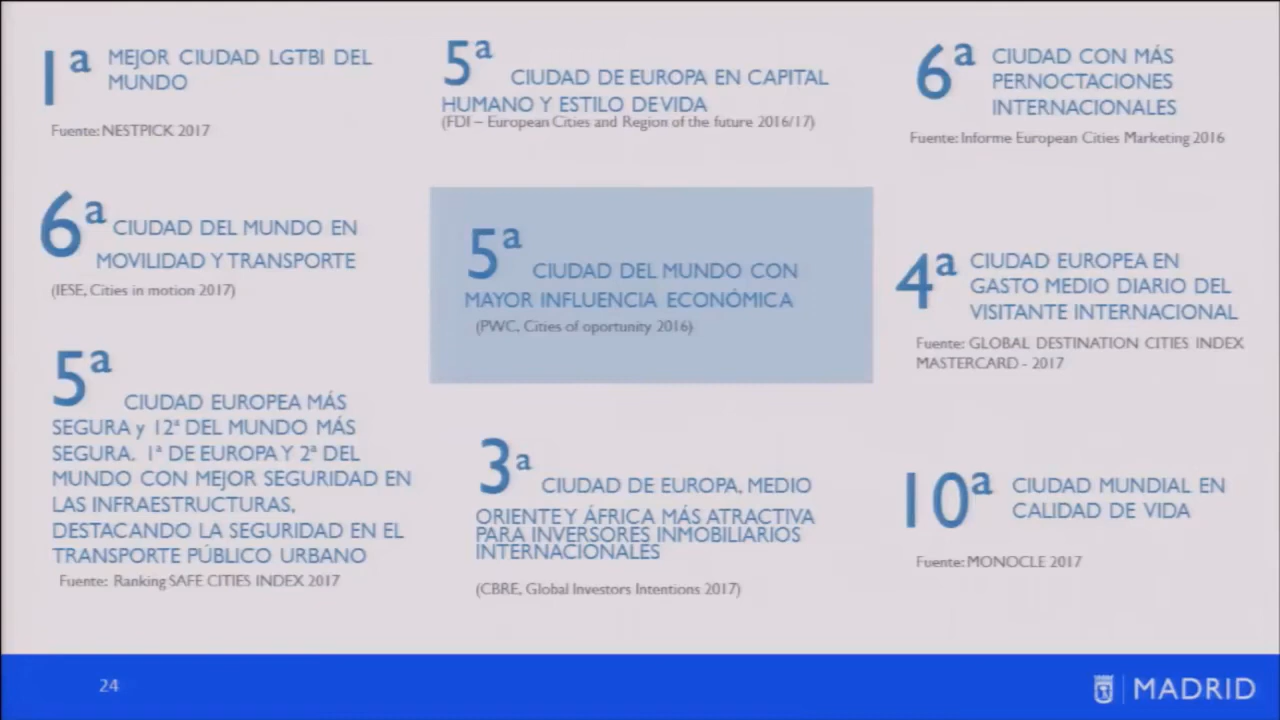 1ª MEJOR CIUDAD LGTBI DEL
MUNDO
Fuente: NESTPICK 2017
5ª CIUDAD DE EUROPA EN CAPITAL
HUMANO Y ESTILO DE VIDA
(FDI – European Cities and Region of the future 2016/17)
6ª CIUDAD CON MÁS
PERNOCTACIONES
INTERNACIONALES
Fuente: Informe European Cities Marketing 2016
6ª CIUDAD DEL MUNDO EN
MOVILIDAD Y TRANSPORTE
(IESE, Cities in motion 2017)
5ª CIUDAD DEL MUNDO CON
MAYOR INFLUENCIA ECONÓMICA
(PWC, Cities of oportunity 2016)
4ª CIUDAD EUROPEA EN
GASTO MEDIO DIARIO DEL
VISITANTE INTERNACIONAL
Fuente: GLOBAL DESTINATION CITIES INDEX
MASTERCARD - 2017
5ª CIUDAD EUROPEA MÁS
SEGURA y 12ª DEL MUNDO MÁS
SEGURA. 1ª DE EUROPA Y 2ª DEL
MUNDO CON MEJOR SEGURIDAD EN
LAS INFRAESTRUCTURAS,
DESTACANDO LA SEGURIDAD EN EL
TRANSPORTE PÚBLICO URBANO
Fuente: Ranking SAFE CITIES INDEX 2017
3ª CIUDAD DE EUROPA, MEDIO
ORIENTE Y ÁFRICA MÁS ATRACTIVA
PARA INVERSORES INMOBILIARIOS
INTERNACIONALES
(CBRE, Global Investors Intentions 2017)
10ª CIUDAD MUNDIAL EN
CALIDAD DE VIDA
Fuente: MONOCLE 2017
24
MADRID